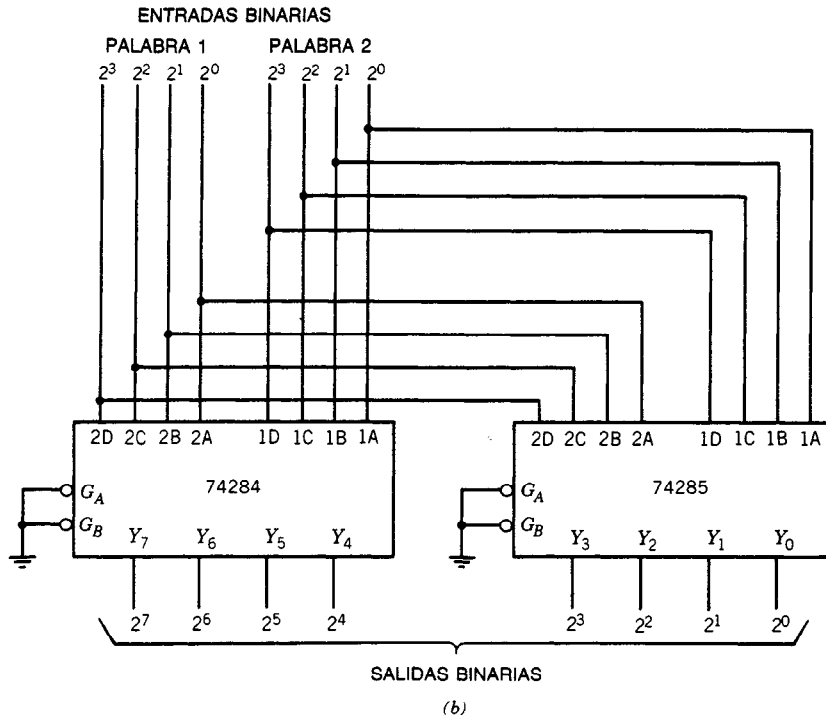 ENTRADAS BINARIAS
PALABRA 1 PALABRA 2
2³ 2² 2¹ 2⁰ 2³ 2² 2¹ 2⁰
2D 2C 2B 2A 1D 1C 1B 1A 2D 2C 2B 2A 1D 1C 1B 1A
74284 74285
G_A G_A
G_B G_B
Y₇ Y₆ Y₅ Y₄ Y₃ Y₂ Y₁ Y₀
2⁷ 2⁶ 2⁵ 2⁴ 2³ 2² 2¹ 2⁰
SALIDAS BINARIAS
(b)